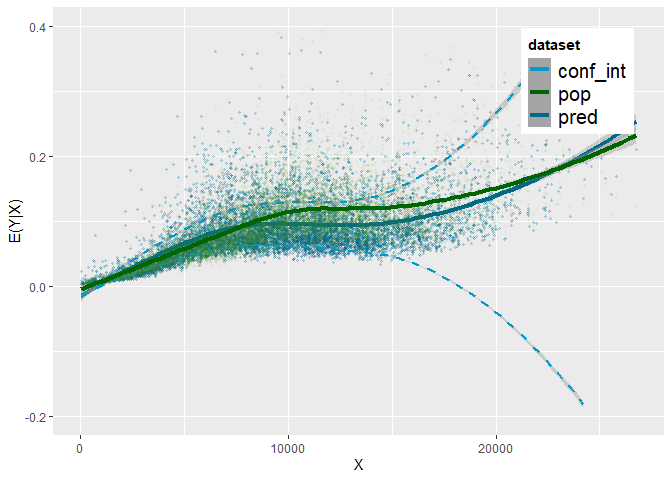 0.4
dataset
conf_int
pop
pred
0.2
0.0
-0.2
E(Y|X)
0
10000
20000
X